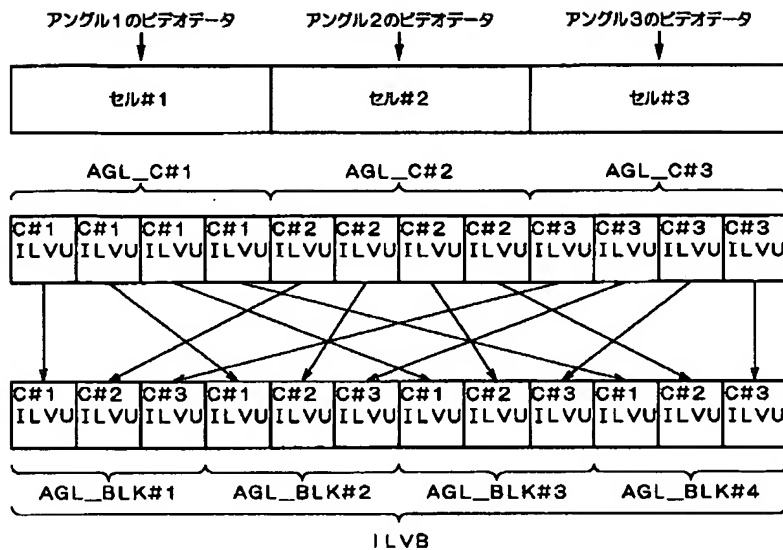 アングル1のビデオデータ アングル2のビデオデータ アングル3のビデオデータ
セル#1 セル#2 セル#3
AGL_C#1 AGL_C#2 AGL_C#3
C#1 C#1 C#1 C#1 C#2 C#2 C#2 C#2 C#3 C#3 C#3 C#3
ILVU ILVU ILVU ILVU ILVU ILVU ILVU ILVU ILVU ILVU ILVU ILVU
C#1 C#2 C#3 C#1 C#2 C#3 C#1 C#2 C#3 C#1 C#2 C#3
ILVU ILVU ILVU ILVU ILVU ILVU ILVU ILVU ILVU ILVU ILVU ILVU
AGL_BLK#1 AGL_BLK#2 AGL_BLK#3 AGL_BLK#4
ILVB